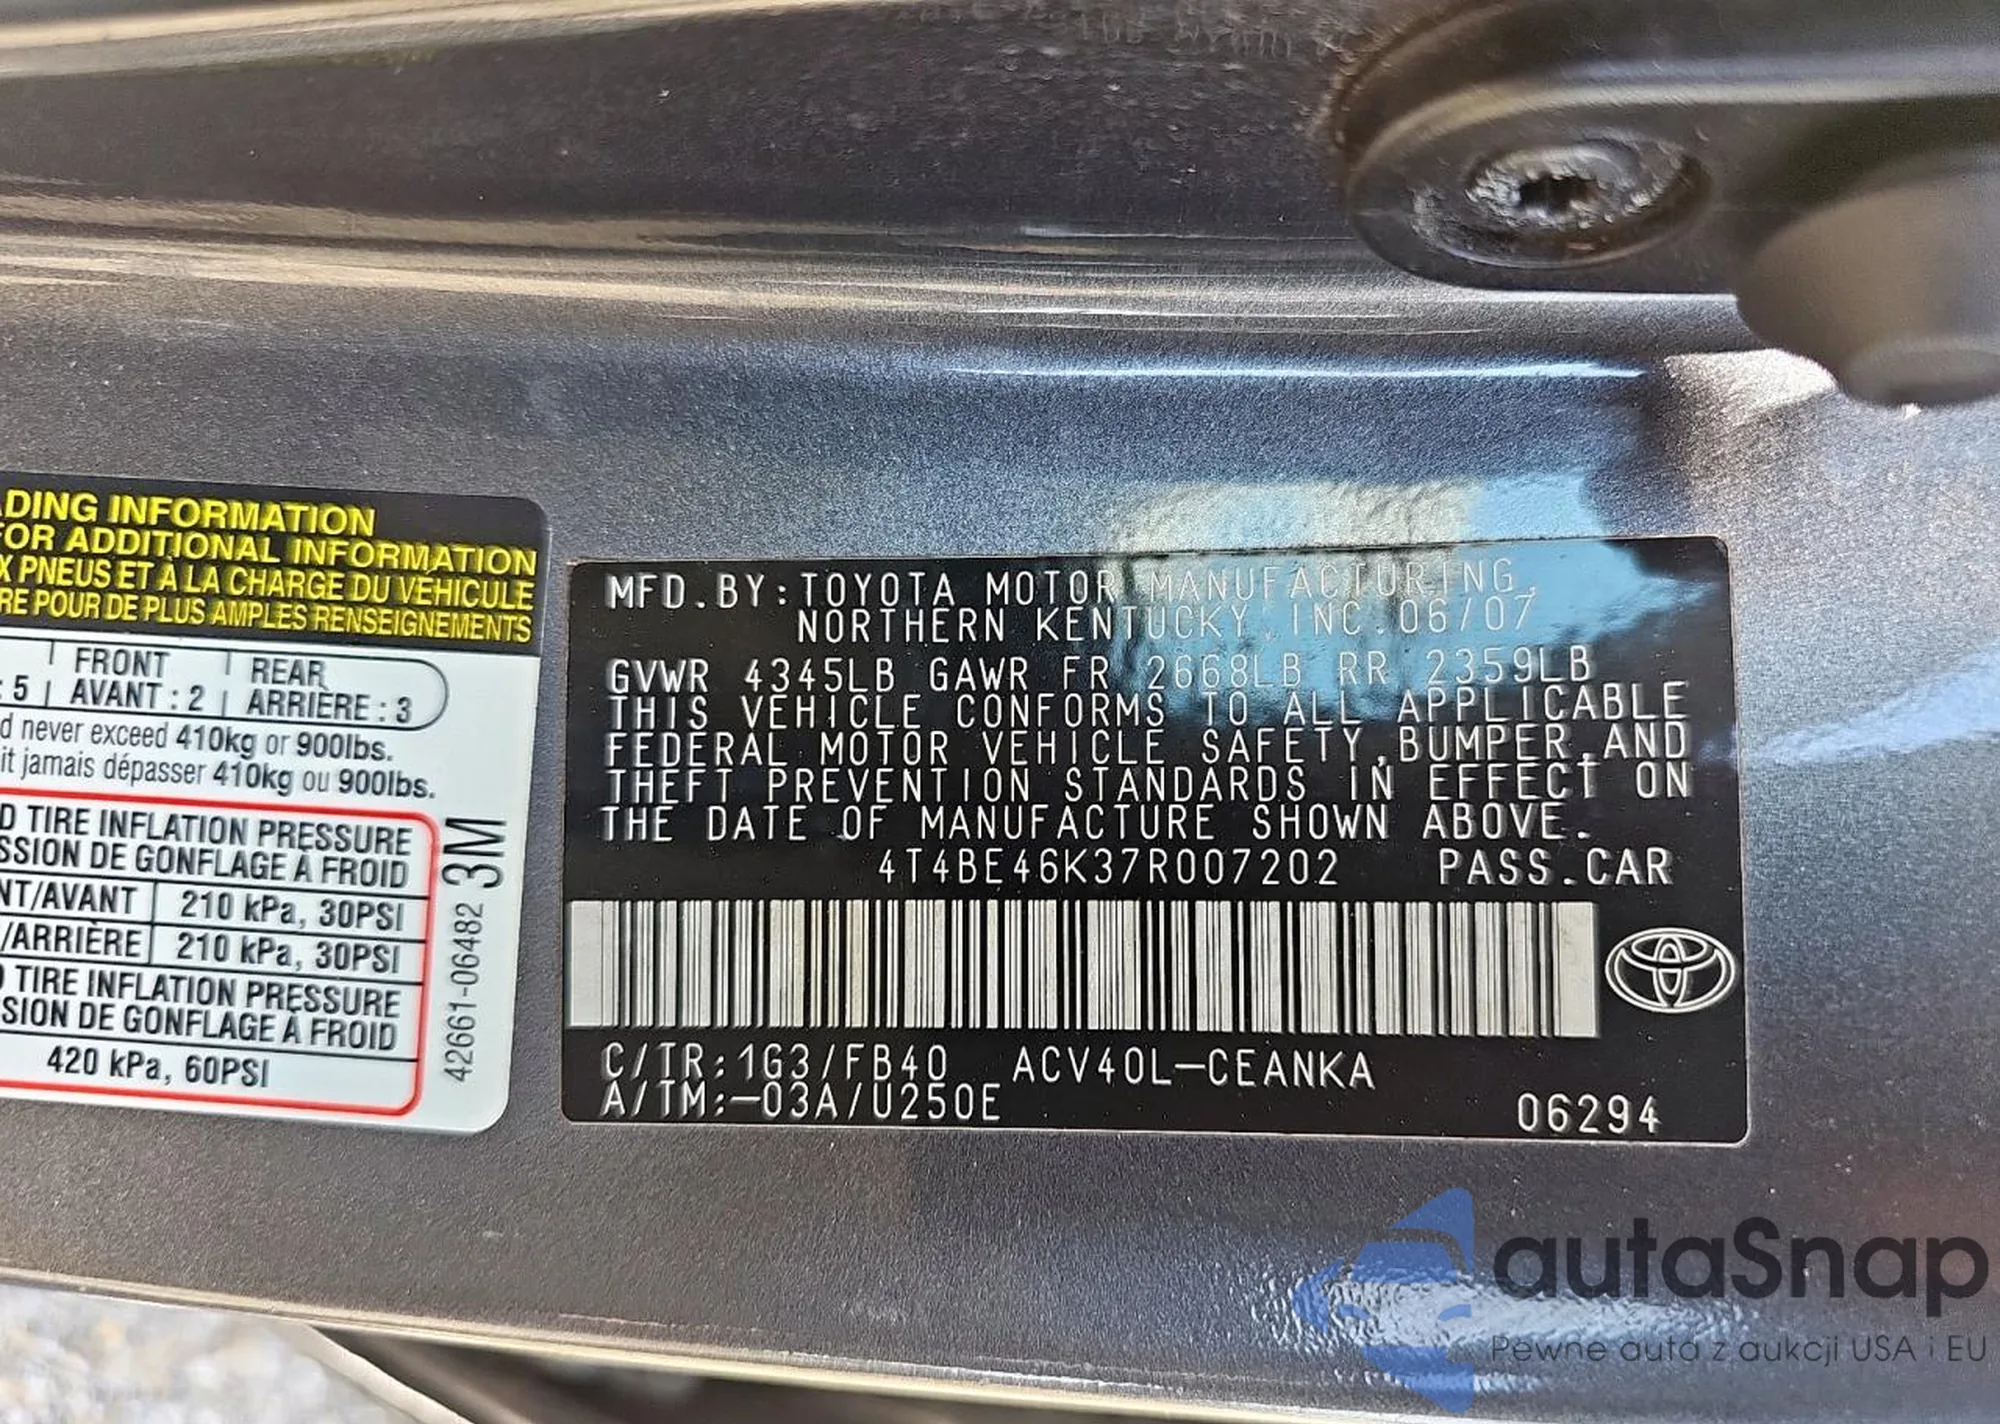 ADING INFORMATION
FOR ADDITIONAL INFORMATION
X PNEUS ET À LA CHARGE DU VÉHICULE
RE POUR DE PLUS AMPLES RENSEIGNEMENTS
FRONT REAR
: 5 AVANT : 2 ARRIÈRE : 3
d never exceed 410kg or 900lbs.
it jamais dépasser 410kg ou 900lbs.
D TIRE INFLATION PRESSURE
SSION DE GONFLAGE À FROID
NT/AVANT 210 kPa, 30PSI
/ARRIÈRE 210 kPa, 30PSI
D TIRE INFLATION PRESSURE
SION DE GONFLAGE À FROID
420 kPa, 60PSI
42661-06482 3M
MFD.BY:TOYOTA MOTOR MANUFACTURING,
NORTHERN KENTUCKY, INC.06/07
GVWR 4345LB GAWR FR 2668LB RR 2359LB
THIS VEHICLE CONFORMS TO ALL APPLICABLE
FEDERAL MOTOR VEHICLE SAFETY,BUMPER,AND
THEFT PREVENTION STANDARDS IN EFFECT ON
THE DATE OF MANUFACTURE SHOWN ABOVE.
4T4BE46K37R007202 PASS.CAR
C/TR:1G3/FB40 ACV40L-CEANKA
A/TM:-03A/U250E
06294
autaSnap
Pewne auta z aukcji USA i EU